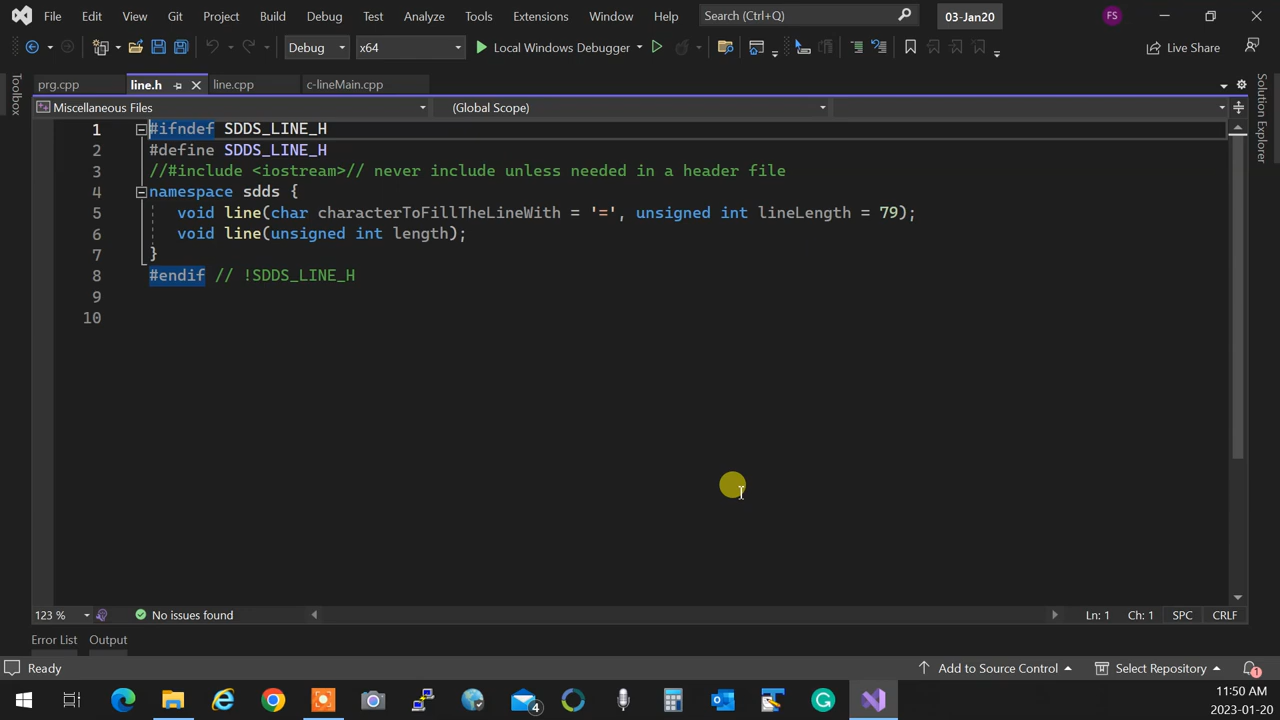 File Edit View Git Project Build Debug Test Analyze Tools Extensions Window Help Search (Ctrl+Q) 03-Jan20 FS
Debug x64 Local Windows Debugger Live Share
Toolbox
prg.cpp line.h line.cpp c-lineMain.cpp
Solution Explorer
Miscellaneous Files (Global Scope)
1 #ifndef SDDS_LINE_H
2 #define SDDS_LINE_H
3 //#include <iostream>// never include unless needed in a header file
4 namespace sdds {
5 void line(char characterToFillTheLineWith = '=', unsigned int lineLength = 79);
6 void line(unsigned int length);
7 }
8 #endif // !SDDS_LINE_H
9
10
123 % No issues found Ln: 1 Ch: 1 SPC CRLF
Error List Output
Ready Add to Source Control Select Repository 1
4
11:50 AM
2023-01-20